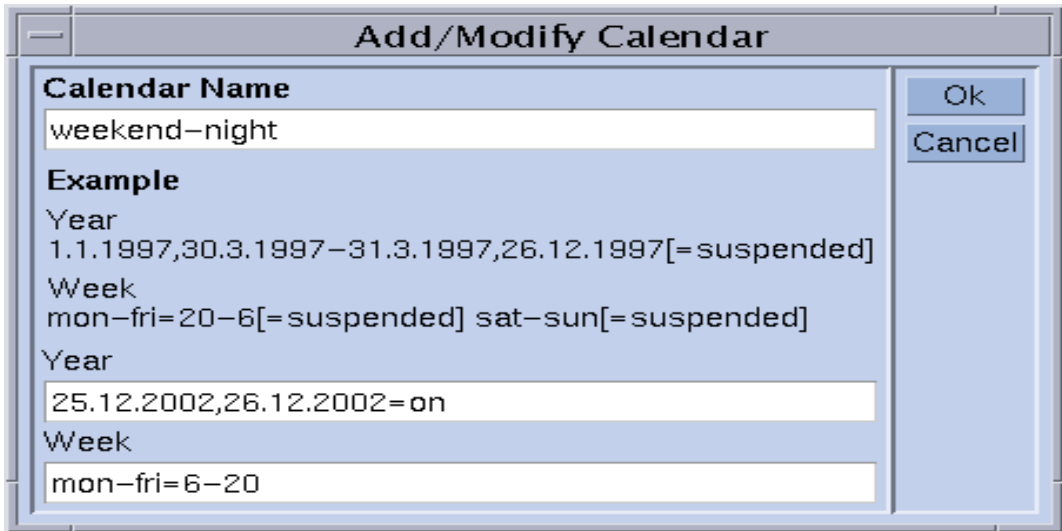 Add/Modify Calendar
Calendar Name
weekend-night
Example
Year
1.1.1997,30.3.1997-31.3.1997,26.12.1997[=suspended]
Week
mon-fri=20-6[=suspended] sat-sun[=suspended]
Year
25.12.2002,26.12.2002=on
Week
mon-fri=6-20
Ok
Cancel